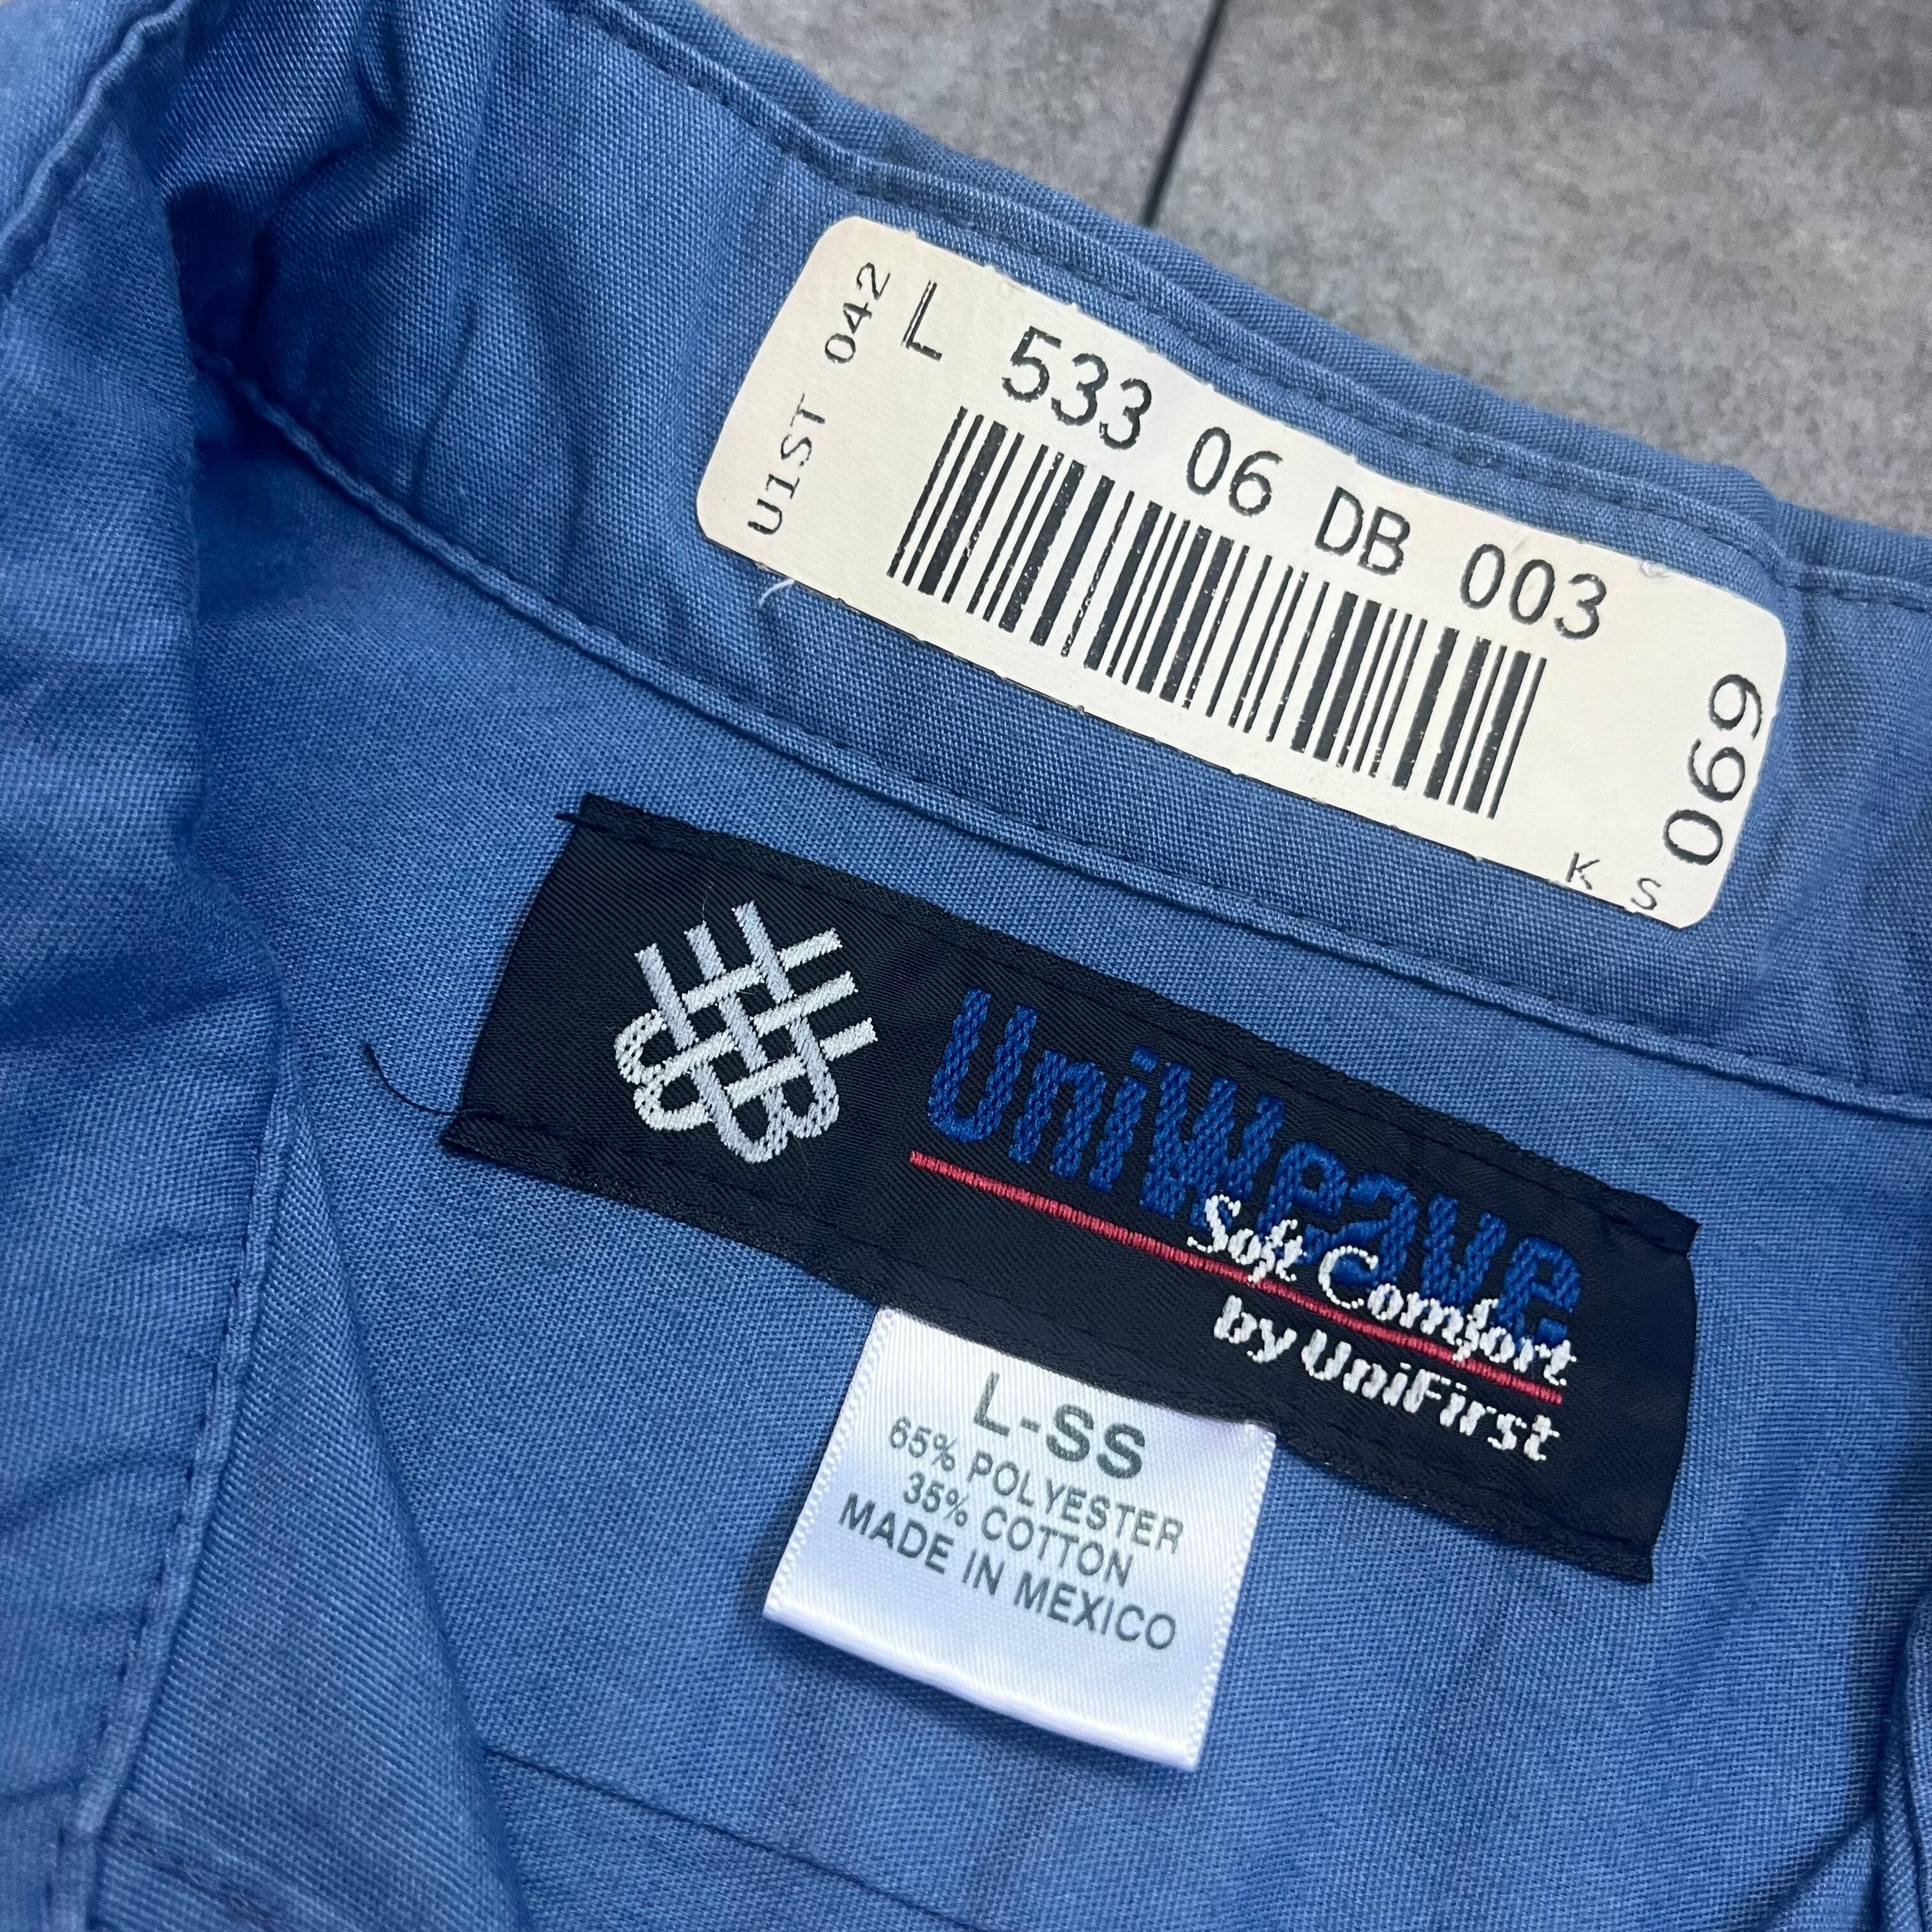 U1ST 042
L 533 06 DB 003
069
K S
UniWeave
Soft Comfort
by UniFirst
L-SS
65% POLYESTER
35% COTTON
MADE IN MEXICO